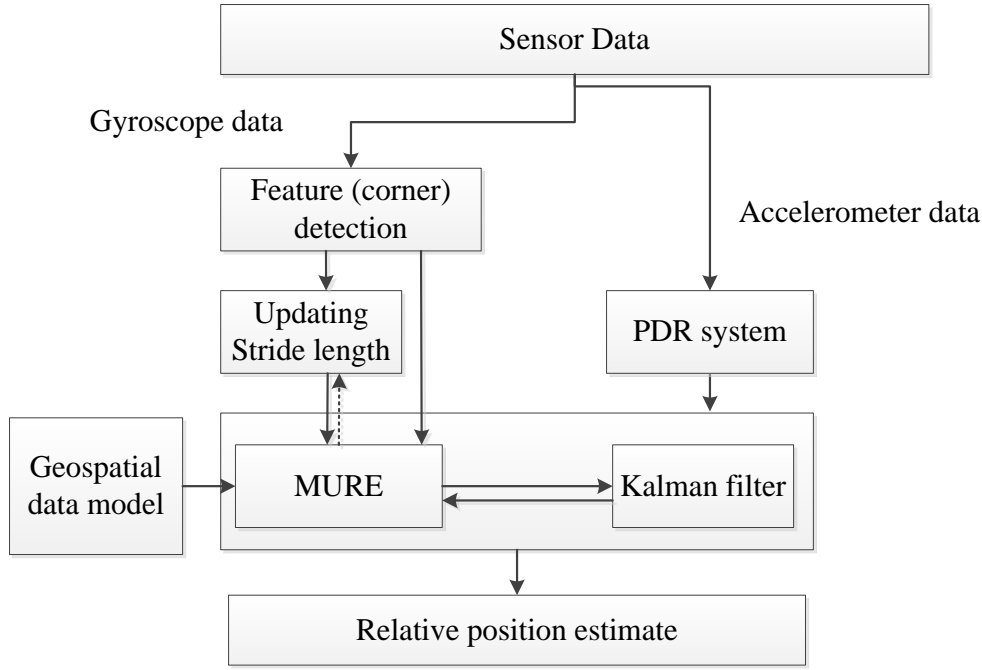 Sensor Data
Gyroscope data
Feature (corner)
detection
Accelerometer data
Updating
Stride length
PDR system
Geospatial
data model
MURE
Kalman filter
Relative position estimate